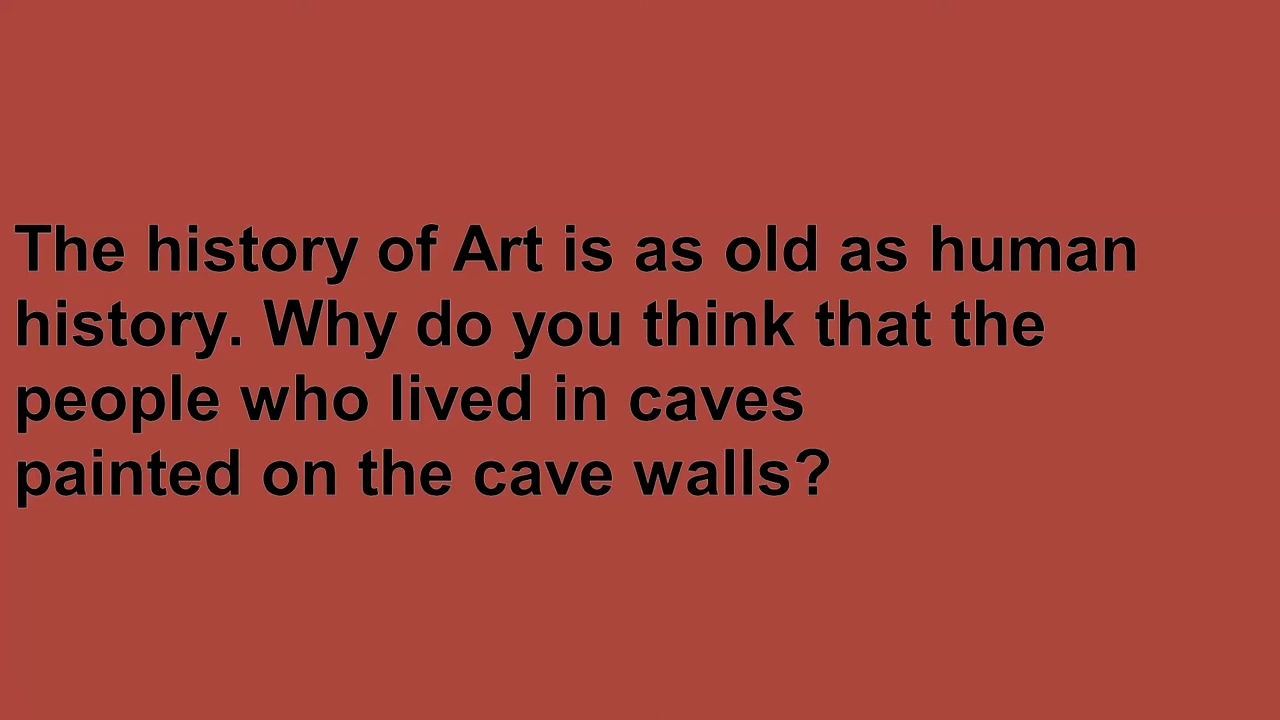 The history of Art is as old as human
history. Why do you think that the
people who lived in caves
painted on the cave walls?